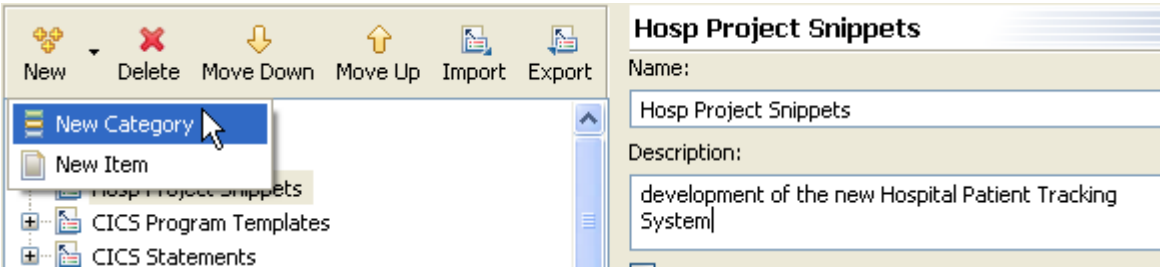 New Delete Move Down Move Up Import Export
New Category
New Item
Hosp Project Snippets
CICS Program Templates
CICS Statements
Hosp Project Snippets
Name:
Hosp Project Snippets
Description:
development of the new Hospital Patient Tracking
System